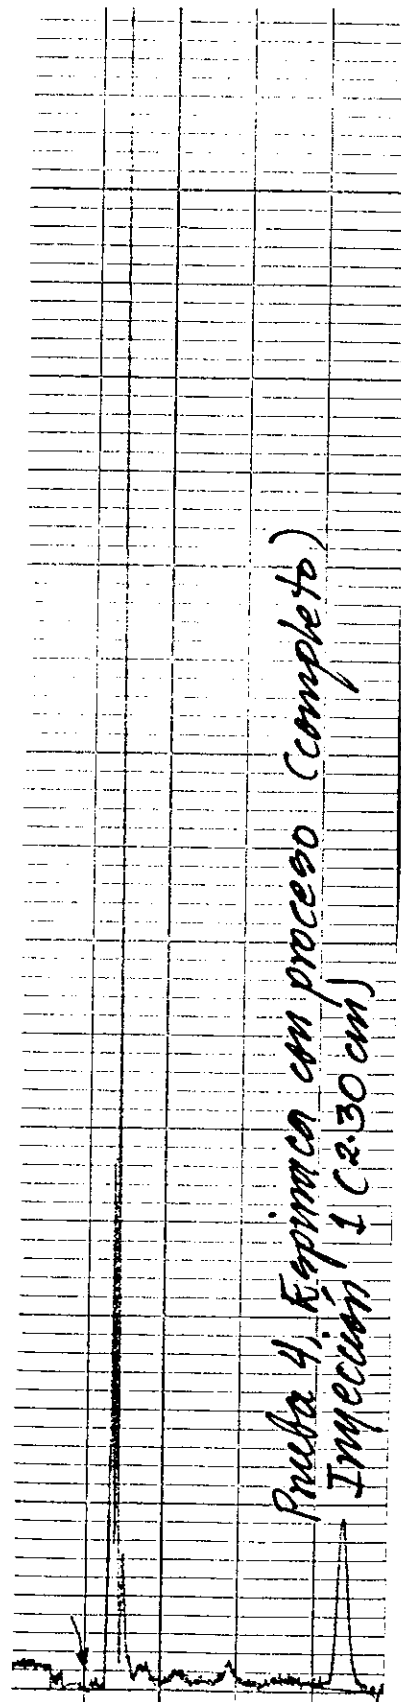 Prueba 4, Espinaca con proceso (completo)
Inyección 1 (2.30 cm)